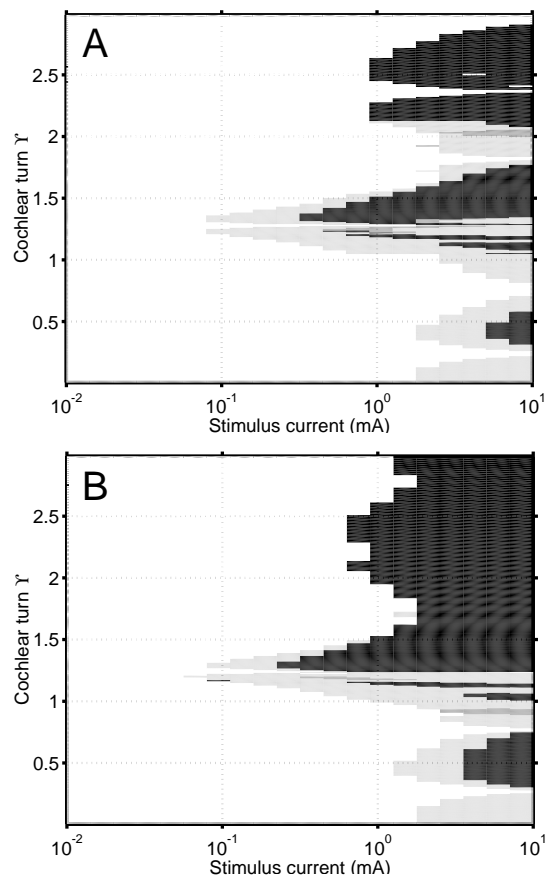 A
2.5
2
1.5
1
0.5
Cochlear turn ϒ
10⁻² 10⁻¹ 10⁰ 10¹
Stimulus current (mA)
B
2.5
2
1.5
1
0.5
Cochlear turn ϒ
10⁻² 10⁻¹ 10⁰ 10¹
Stimulus current (mA)